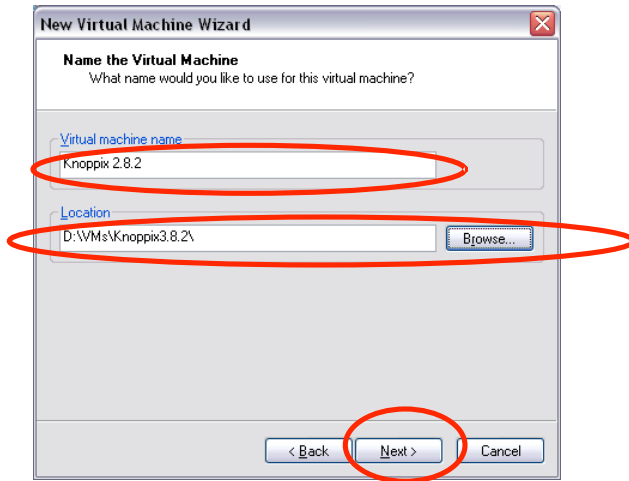 New Virtual Machine Wizard
Name the Virtual Machine
What name would you like to use for this virtual machine?
Virtual machine name
Knoppix 2.8.2
Location
D:\VMs\Knoppix3.8.2\
Browse...
< Back Next > Cancel